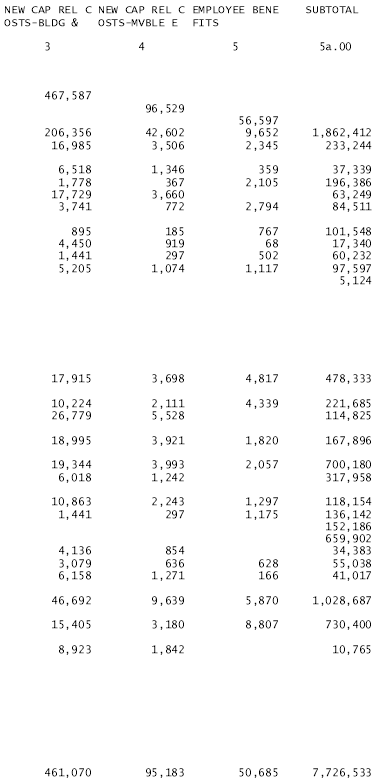 NEW CAP REL C NEW CAP REL C EMPLOYEE BENE SUBTOTAL
OSTS-BLDG & OSTS-MVBLE E FITS
3 4 5 5a.00
467,587
96,529
56,597
206,356 42,602 9,652 1,862,412
16,985 3,506 2,345 233,244
6,518 1,346 359 37,339
1,778 367 2,105 196,386
17,729 3,660 63,249
3,741 772 2,794 84,511
895 185 767 101,548
4,450 919 68 17,340
1,441 297 502 60,232
5,205 1,074 1,117 97,597
5,124
17,915 3,698 4,817 478,333
10,224 2,111 4,339 221,685
26,779 5,528 114,825
18,995 3,921 1,820 167,896
19,344 3,993 2,057 700,180
6,018 1,242 317,958
10,863 2,243 1,297 118,154
1,441 297 1,175 136,142
152,186
659,902
4,136 854 34,383
3,079 636 628 55,038
6,158 1,271 166 41,017
46,692 9,639 5,870 1,028,687
15,405 3,180 8,807 730,400
8,923 1,842 10,765
461,070 95,183 50,685 7,726,533